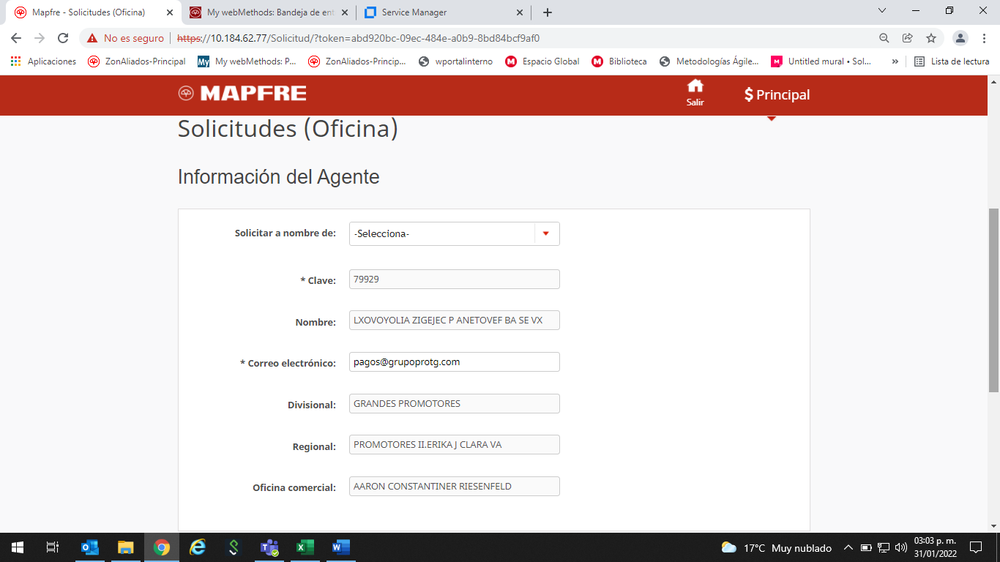 Mapfre - Solicitudes (Oficina)
My webMethods: Bandeja de ent
Service Manager
No es seguro
https://10.184.62.77/Solicitud/?token=abd920bc-09ec-484e-a0b9-8bd84bcf9af0
Aplicaciones
ZonAliados-Principal
My webMethods: P...
ZonAliados-Princip...
wportalinterno
Espacio Global
Biblioteca
Metodologías Ágile...
Untitled mural • Sol...
»
Lista de lectura
MAPFRE
Salir
$ Principal
Solicitudes (Oficina)
Información del Agente
Solicitar a nombre de: -Selecciona-
* Clave: 79929
Nombre: LXOVOYOLIA ZIGEJEC P ANETOVEF BA SE VX
* Correo electrónico: pagos@grupoprotg.com
Divisional: GRANDES PROMOTORES
Regional: PROMOTORES II.ERIKA J CLARA VA
Oficina comercial: AARON CONSTANTINER RIESENFELD
17°C Muy nublado
03:03 p. m.
31/01/2022